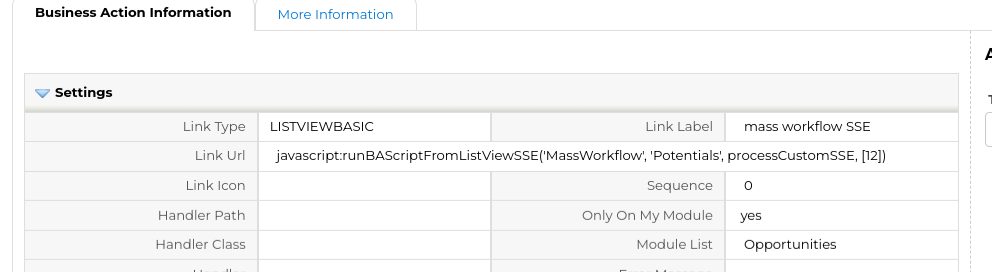 Business Action Information More Information
Settings
Link Type LISTVIEWBASIC Link Label mass workflow SSE
Link Url javascript:runBAScriptFromListViewSSE('MassWorkflow', 'Potentials', processCustomSSE, [12])
Link Icon Sequence 0
Handler Path Only On My Module yes
Handler Class Module List Opportunities